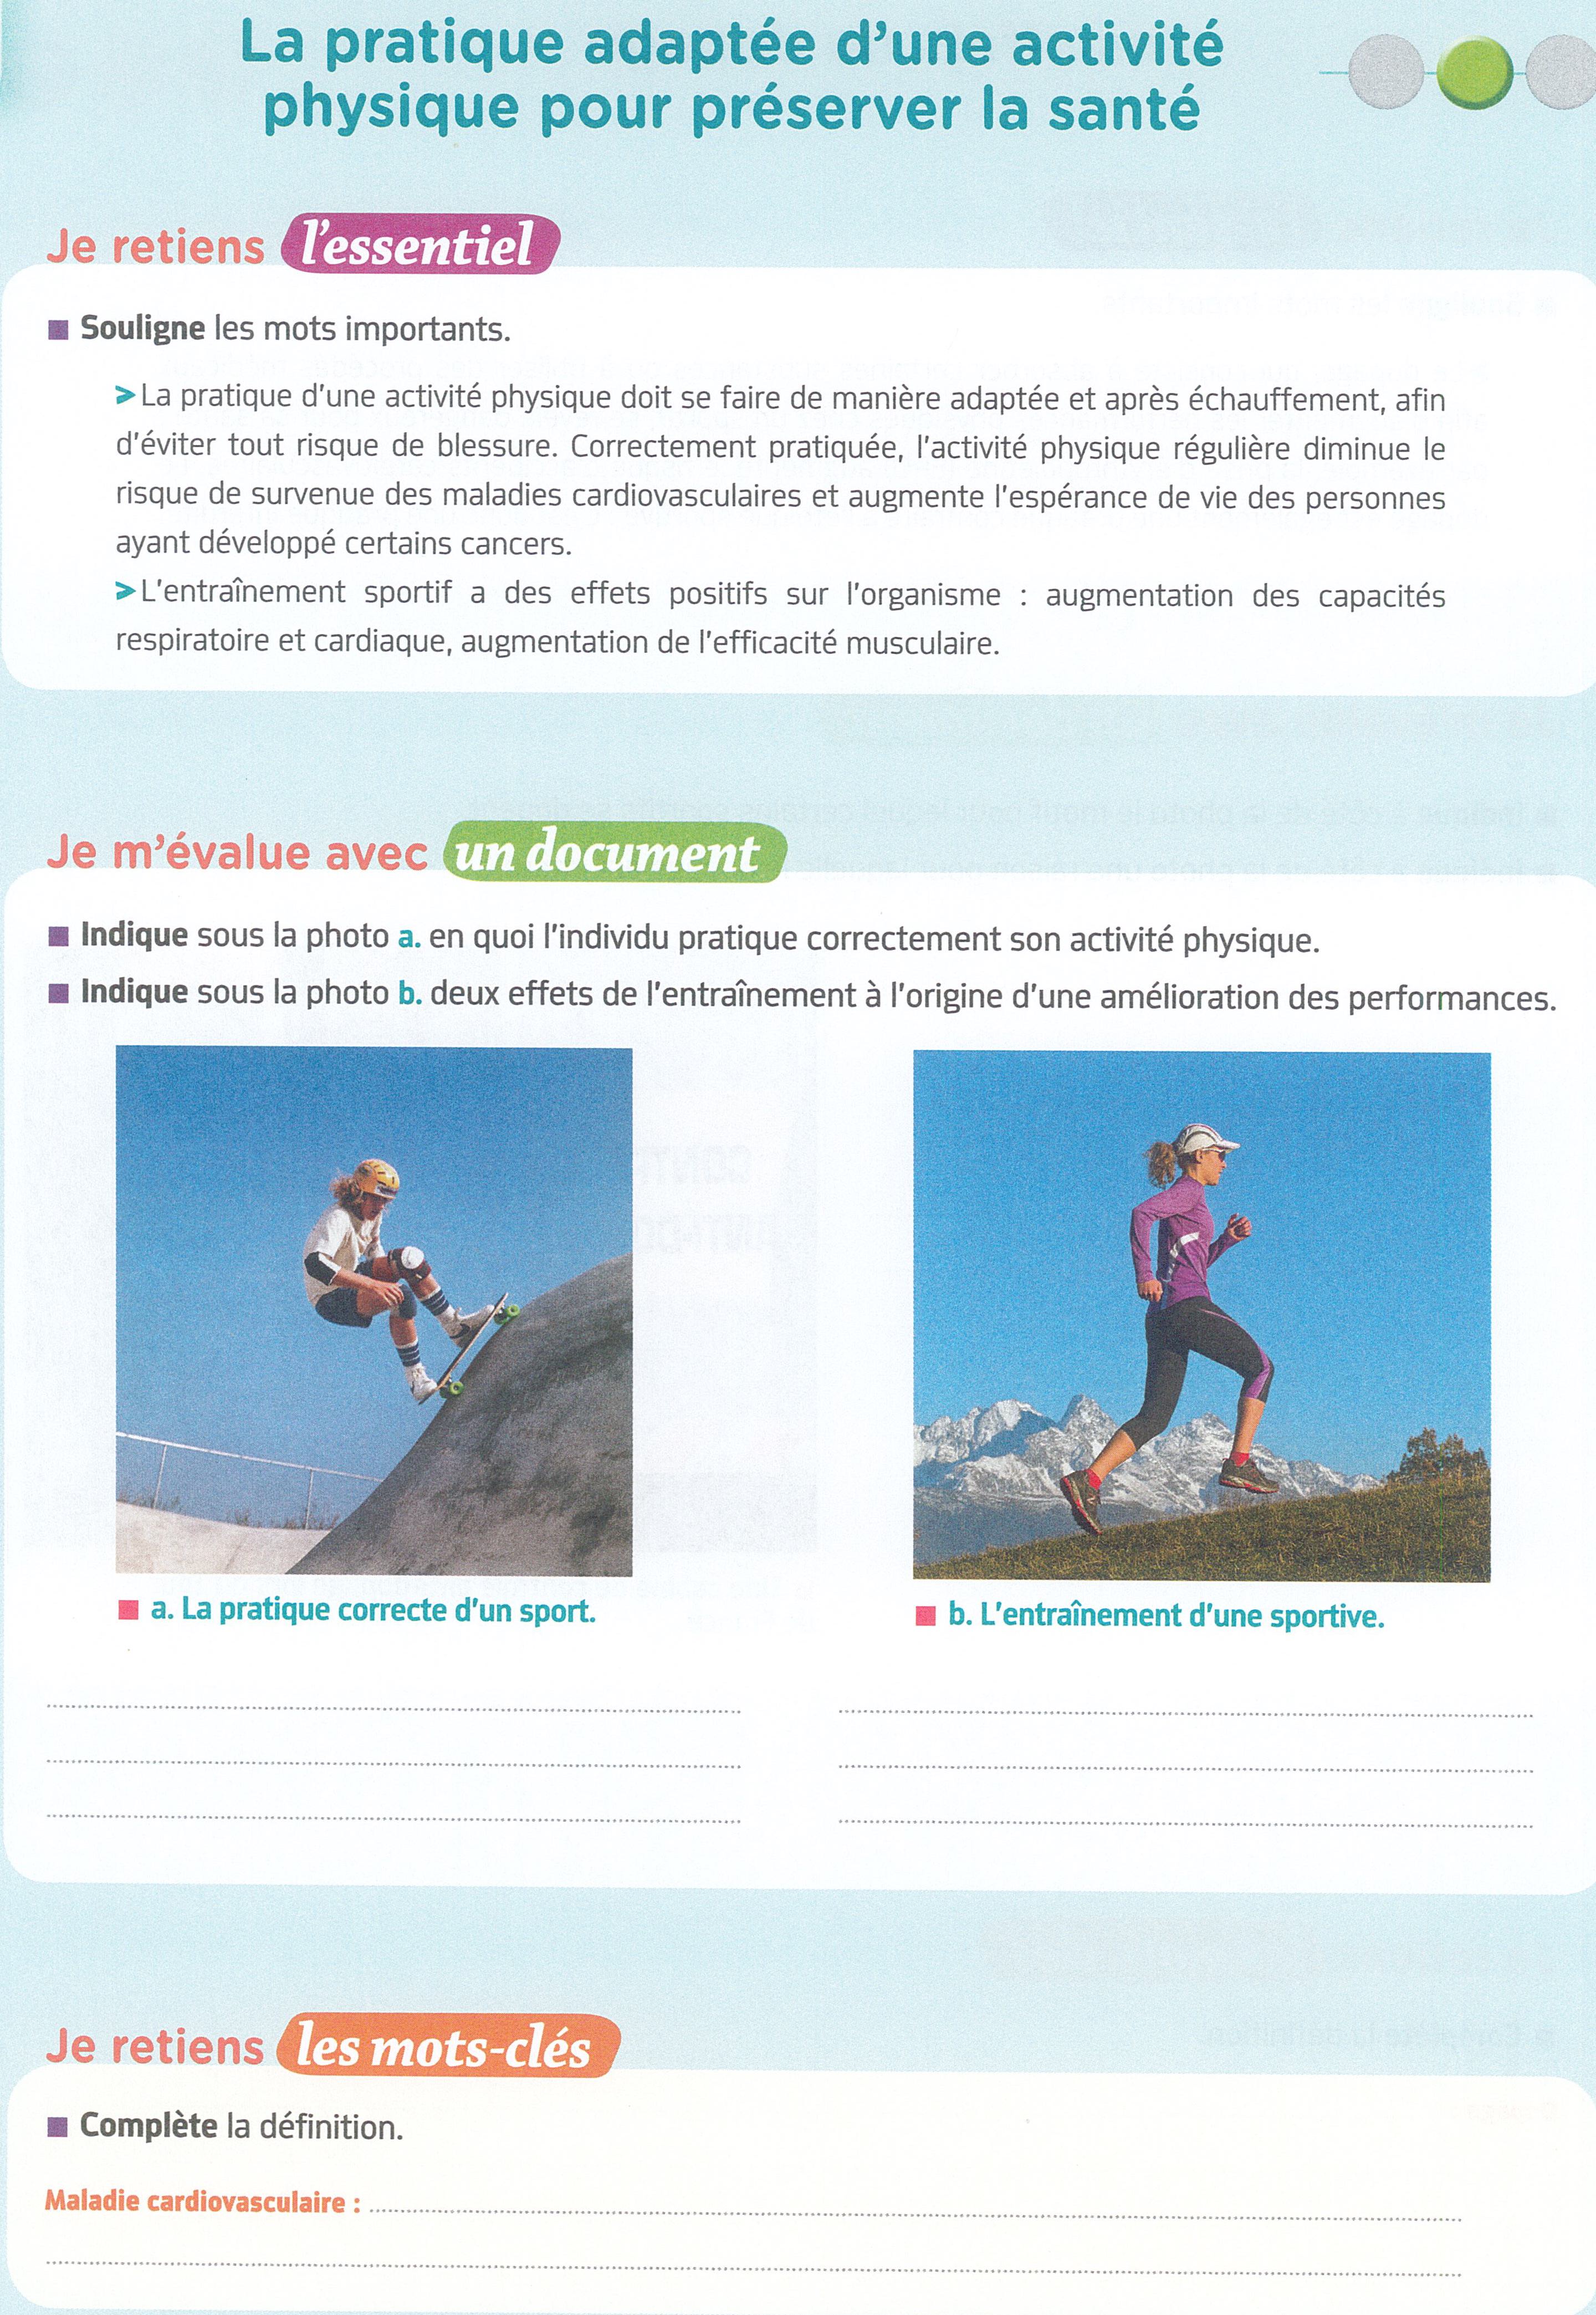 La pratique adaptée d'une activité
physique pour préserver la santé
Je retiens l'essentiel
Souligne les mots importants.
> La pratique d'une activité physique doit se faire de manière adaptée et après échauffement, afin
d'éviter tout risque de blessure. Correctement pratiquée, l'activité physique régulière diminue le
risque de survenue des maladies cardiovasculaires et augmente l'espérance de vie des personnes
ayant développé certains cancers.
> L'entraînement sportif a des effets positifs sur l'organisme : augmentation des capacités
respiratoire et cardiaque, augmentation de l'efficacité musculaire.
Je m'évalue avec un document
Indique sous la photo a. en quoi l'individu pratique correctement son activité physique.
Indique sous la photo b. deux effets de l'entraînement à l'origine d'une amélioration des performances.
a. La pratique correcte d'un sport.
b. L'entraînement d'une sportive.
Je retiens les mots-clés
Complète la définition.
Maladie cardiovasculaire :